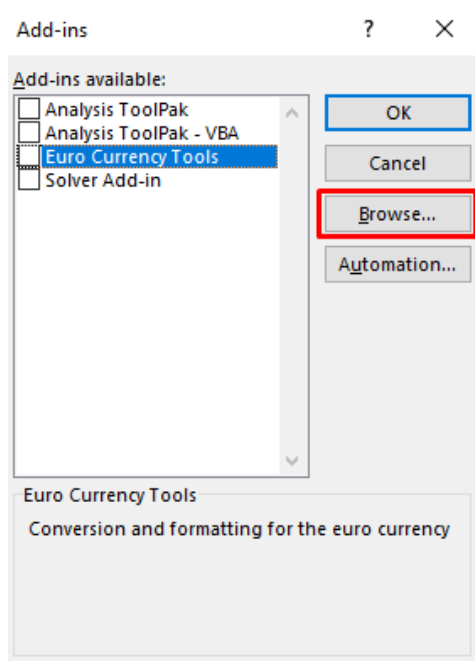 Add-ins ?
Add-ins available:
Analysis ToolPak
Analysis ToolPak - VBA
Euro Currency Tools
Solver Add-in
OK
Cancel
Browse...
Automation...
Euro Currency Tools
Conversion and formatting for the euro currency